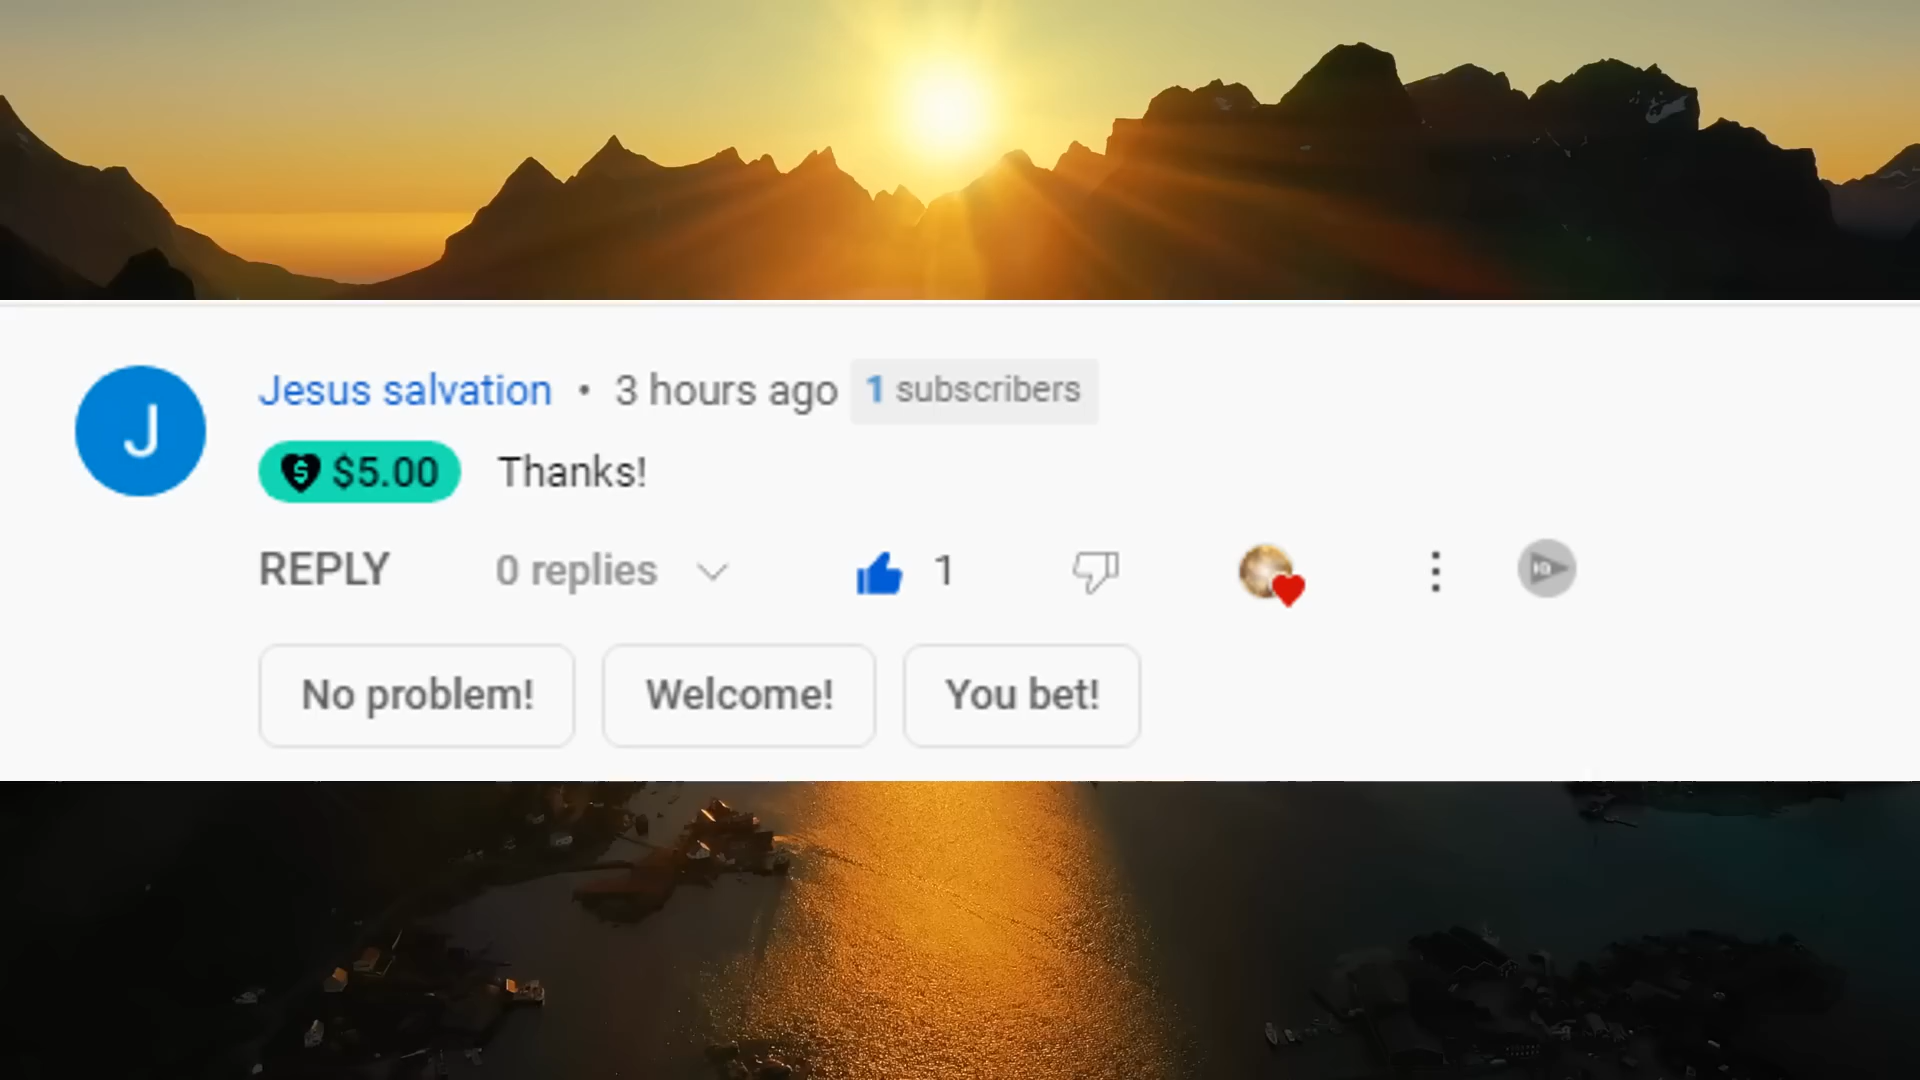 J
Jesus salvation • 3 hours ago 1 subscribers
$5.00 Thanks!
REPLY 0 replies 1
No problem! Welcome! You bet!